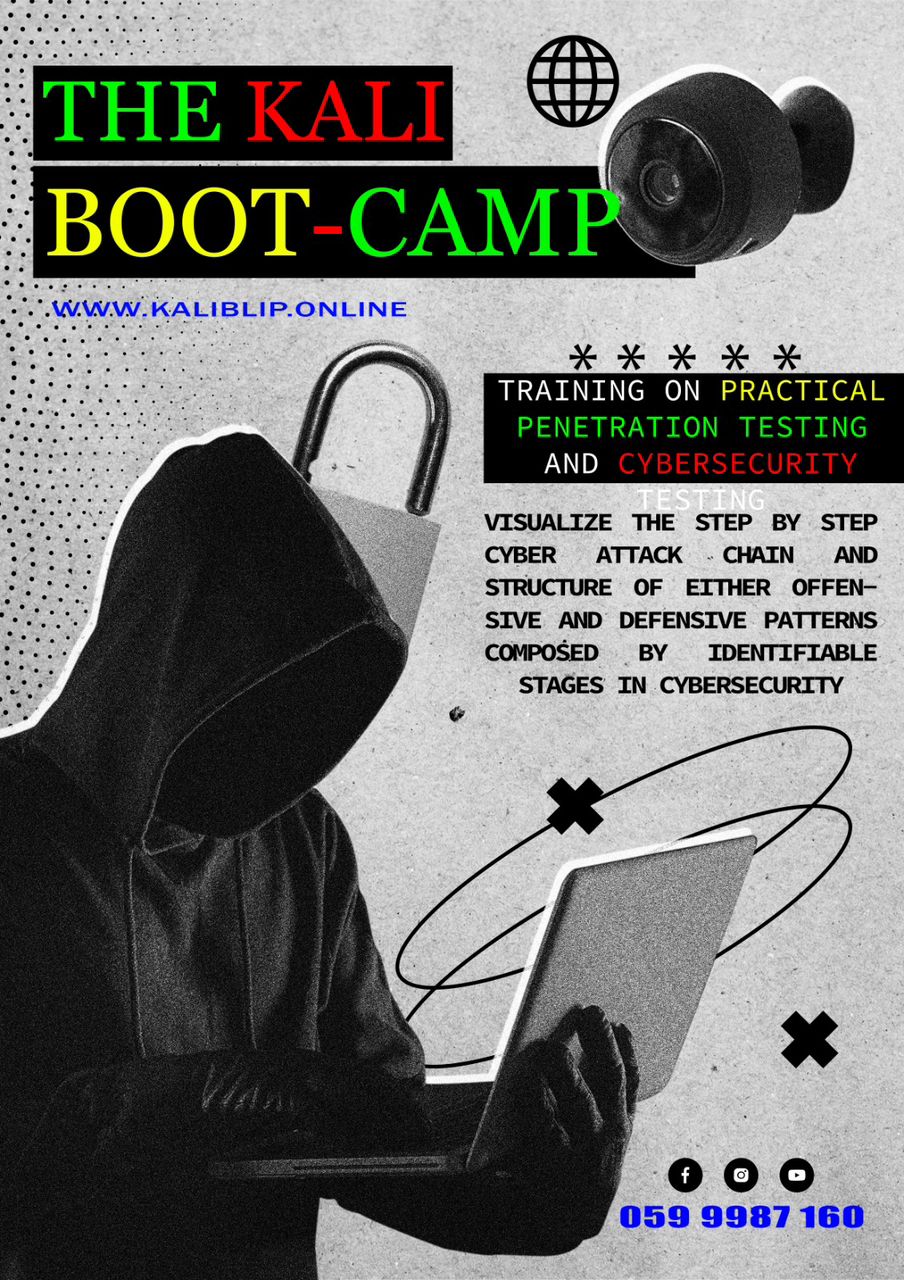 THE KALI
BOOT-CAMP
WWW.KALIBLIP.ONLINE
* * * * *
TRAINING ON PRACTICAL
PENETRATION TESTING
AND CYBERSECURITY
TESTING
VISUALIZE THE STEP BY STEP
CYBER ATTACK CHAIN AND
STRUCTURE OF EITHER OFFEN-
SIVE AND DEFENSIVE PATTERNS
COMPOSED BY IDENTIFIABLE
STAGES IN CYBERSECURITY
059 9987 160